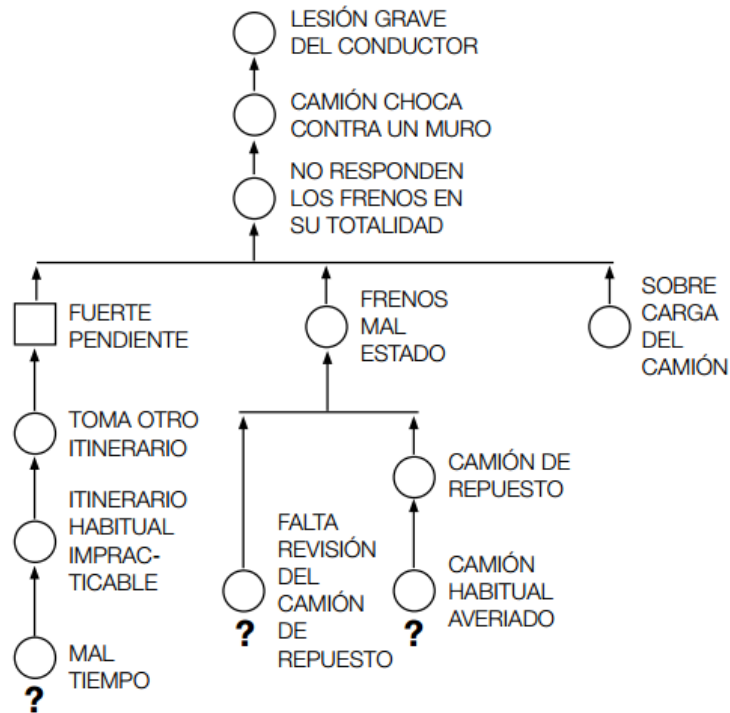 LESIÓN GRAVE
DEL CONDUCTOR
CAMIÓN CHOCA
CONTRA UN MURO
NO RESPONDEN
LOS FRENOS EN
SU TOTALIDAD
FUERTE
PENDIENTE
FRENOS
MAL
ESTADO
SOBRE
CARGA
DEL
CAMIÓN
TOMA OTRO
ITINERARIO
ITINERARIO
HABITUAL
IMPRAC-
TICABLE
MAL
TIEMPO
?
FALTA
REVISIÓN
DEL
CAMIÓN
DE
REPUESTO
?
CAMIÓN DE
REPUESTO
CAMIÓN
HABITUAL
AVERIADO
?